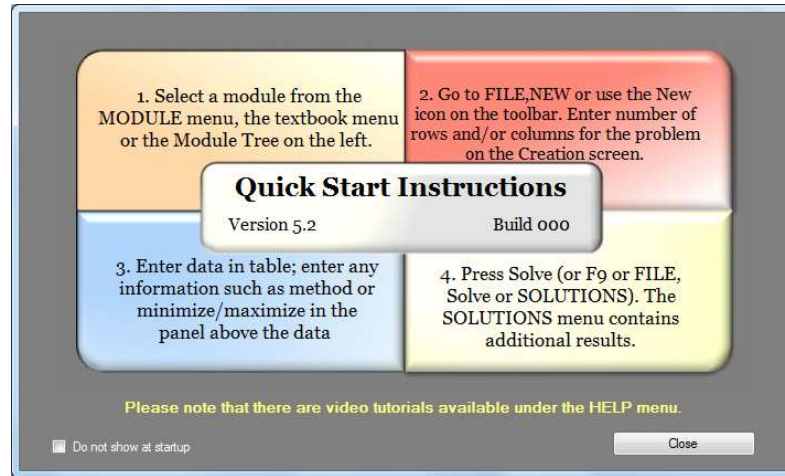 1. Select a module from the
MODULE menu, the textbook menu
or the Module Tree on the left.
2. Go to FILE,NEW or use the New
icon on the toolbar. Enter number of
rows and/or columns for the problem
on the Creation screen.
Quick Start Instructions
Version 5.2
Build 000
3. Enter data in table; enter any
information such as method or
minimize/maximize in the
panel above the data
4. Press Solve (or F9 or FILE,
Solve or SOLUTIONS). The
SOLUTIONS menu contains
additional results.
Please note that there are video tutorials available under the HELP menu.
Do not show at startup
Close